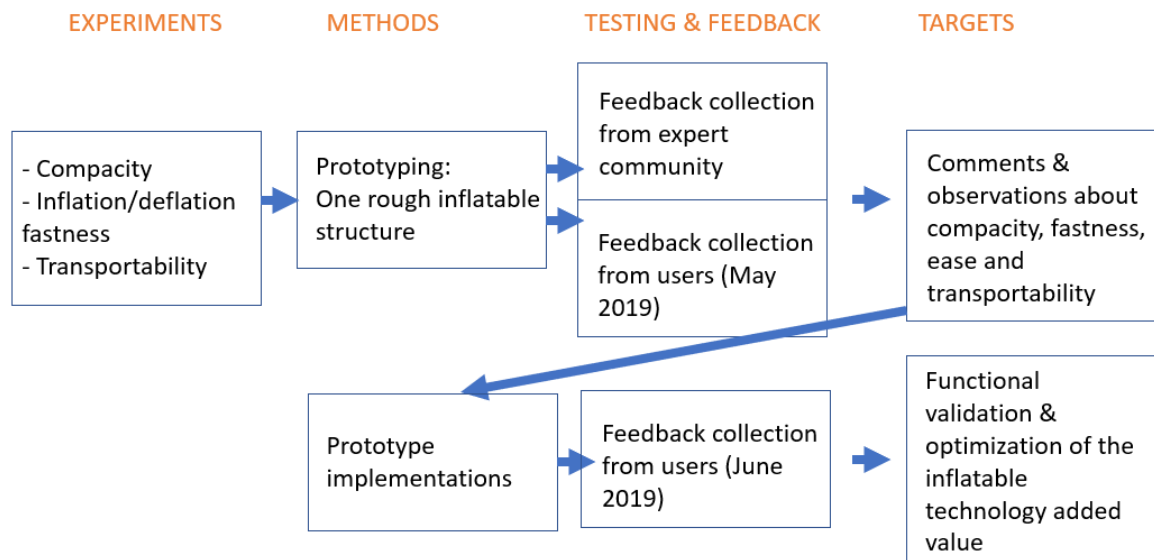 EXPERIMENTS
METHODS
TESTING & FEEDBACK
TARGETS
- Compacity
- Inflation/deflation
fastness
- Transportability
Prototyping:
One rough inflatable
structure
Feedback collection
from expert
community
Feedback collection
from users (May
2019)
Comments &
observations about
compacity, fastness,
ease and
transportability
Prototype
implementations
Feedback collection
from users (June
2019)
Functional
validation &
optimization of the
inflatable
technology added
value